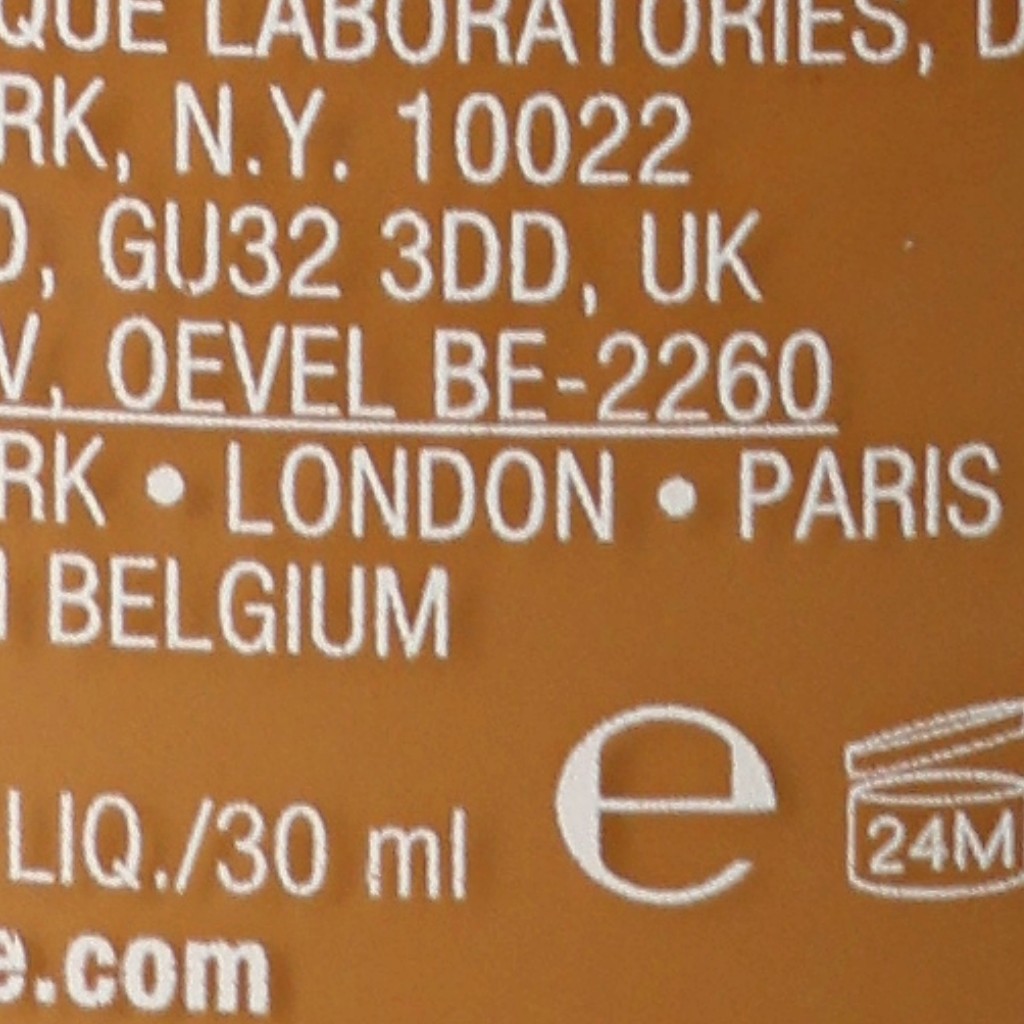 QUE LABORATORIES, D
RK, N.Y. 10022
D, GU32 3DD, UK
V, OEVEL BE-2260
RK • LONDON • PARIS
BELGIUM
LIQ./30 ml
e
24M
e.com